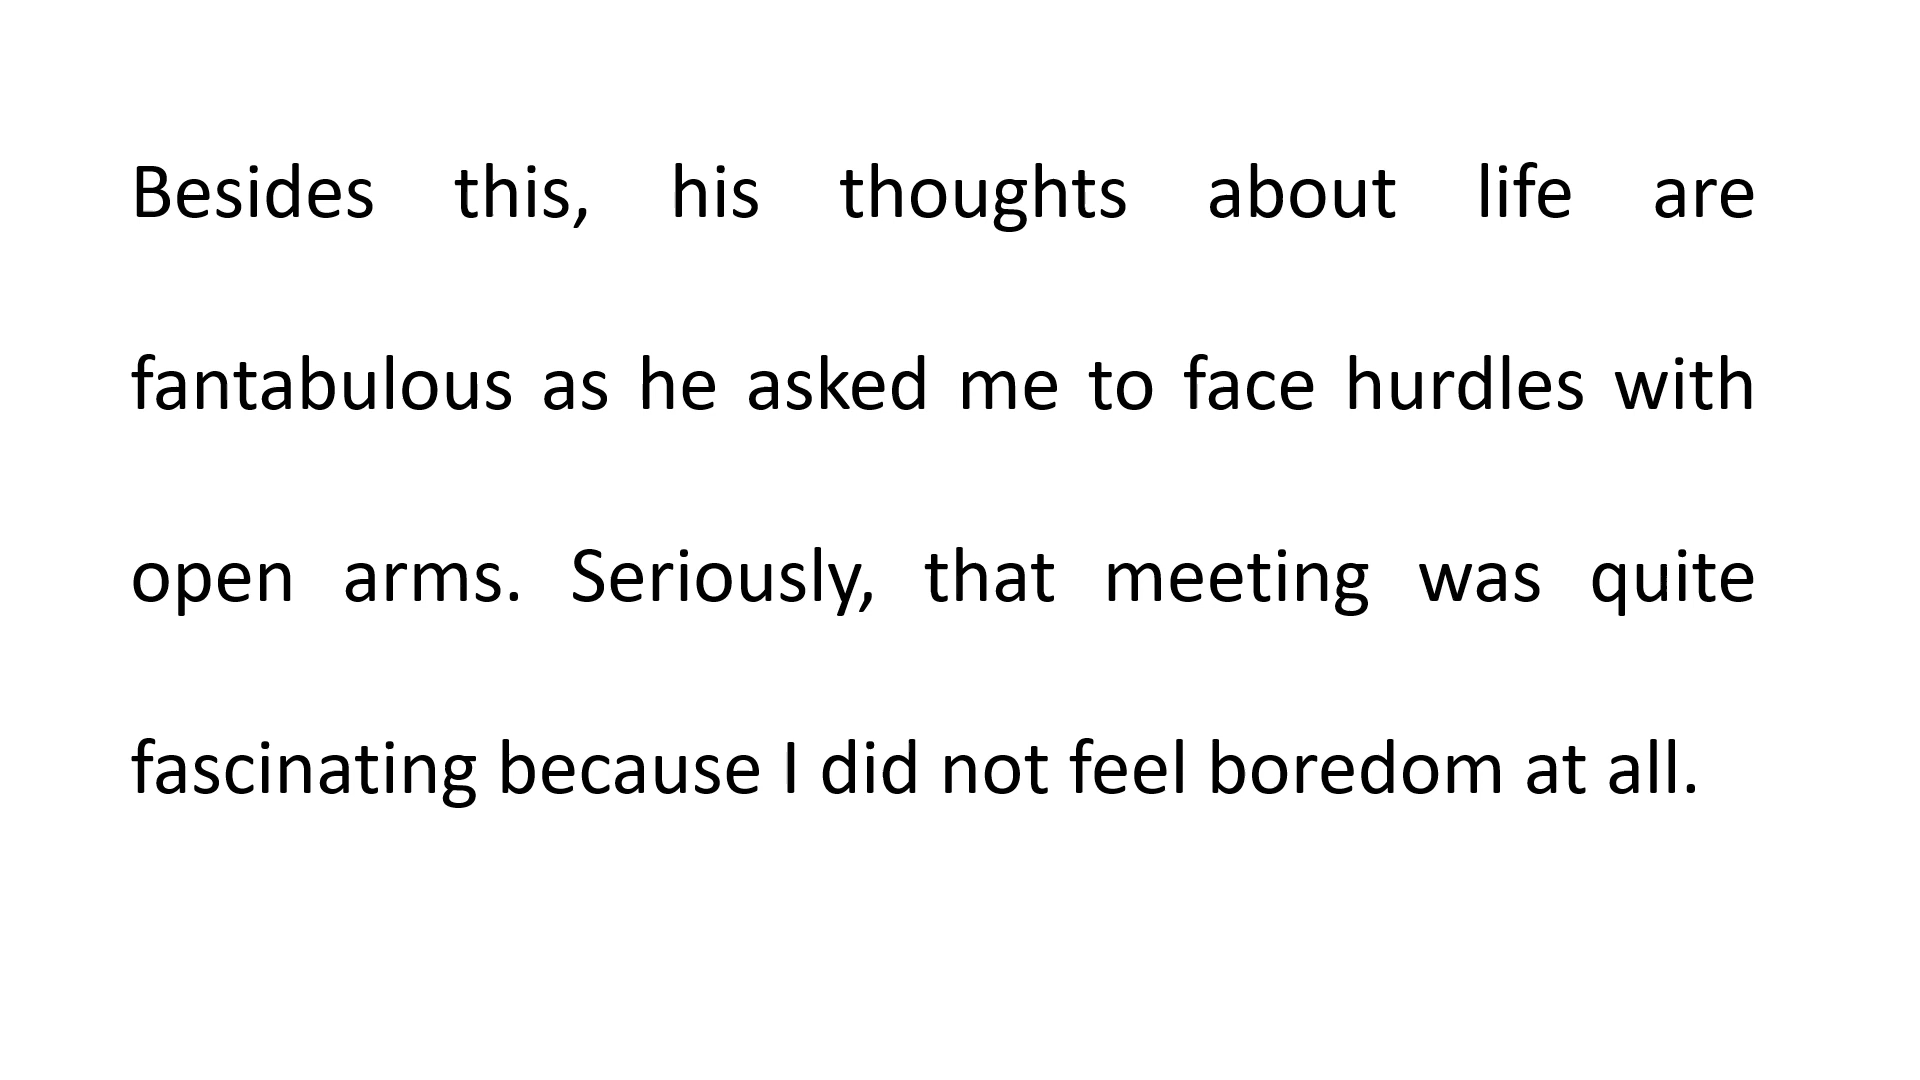 Besides this, his thoughts about life are
fantabulous as he asked me to face hurdles with
open arms. Seriously, that meeting was quite
fascinating because I did not feel boredom at all.